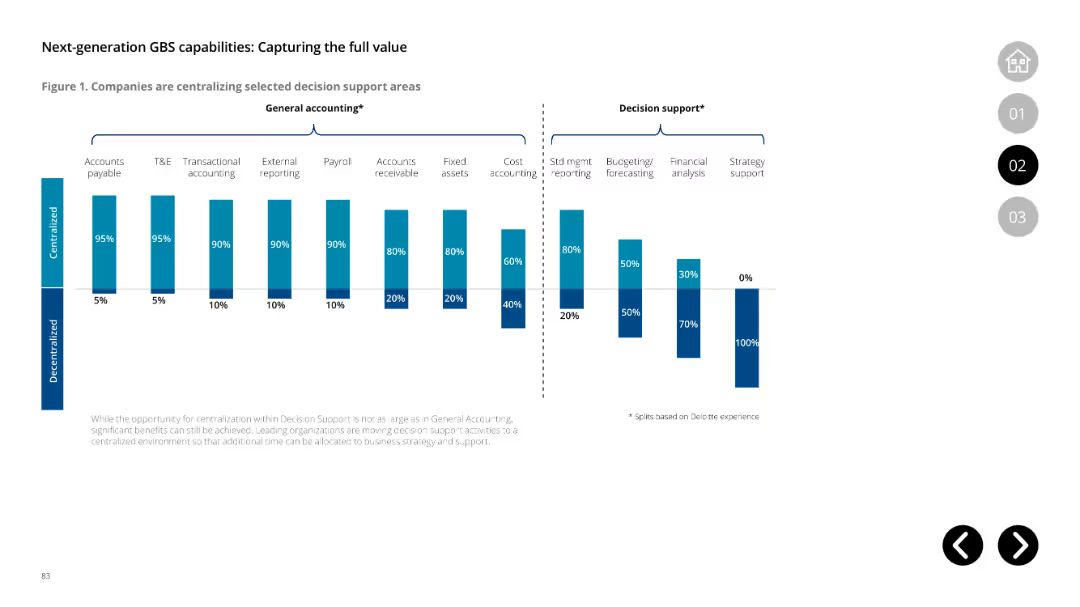 Next-generation GBS capabilities: Capturing the full value
Figure 1. Companies are centralizing selected decision support areas
General accounting*
Decision support*
Accounts payable
T&E
Transactional accounting
External reporting
Payroll
Accounts receivable
Fixed assets
Cost accounting
Std mgmt reporting
Budgeting/ forecasting
Financial analysis
Strategy support
Centralized
95%
95%
90%
90%
90%
80%
80%
60%
80%
50%
30%
0%
Decentralized
5%
5%
10%
10%
10%
20%
20%
40%
20%
50%
70%
100%
While the opportunity for centralization within Decision Support is not as large as in General Accounting,
significant benefits can still be achieved. Leading organizations are moving decision support activities to a
centralized environment so that additional time can be allocated to business strategy and support.
* Splits based on Deloitte experience
01
02
03
83